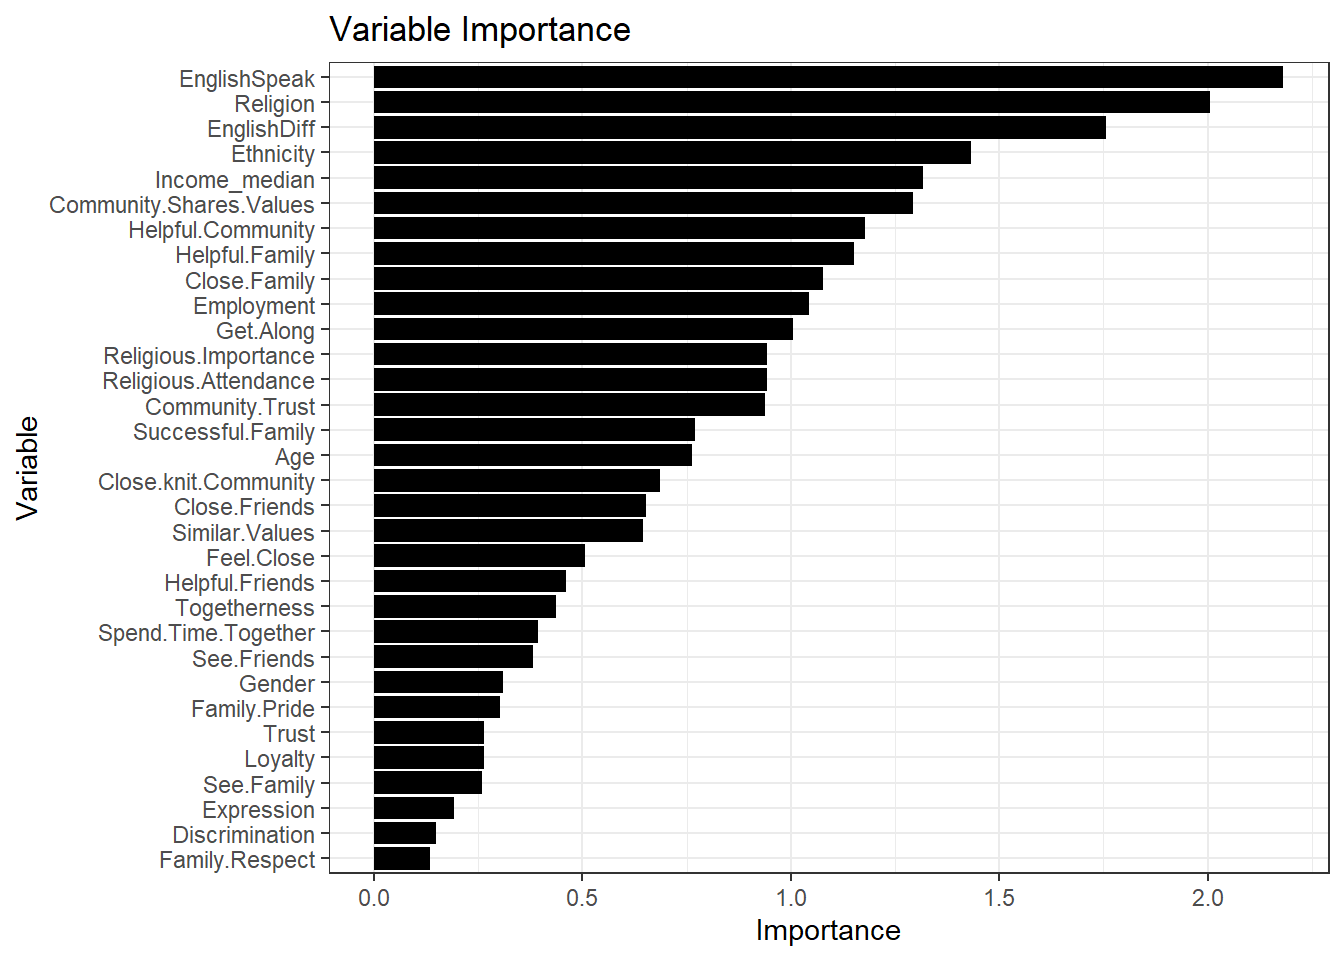 Variable Importance
EnglishSpeak
Religion
EnglishDiff
Ethnicity
Income_median
Community.Shares.Values
Helpful.Community
Helpful.Family
Close.Family
Employment
Get.Along
Religious.Importance
Religious.Attendance
Community.Trust
Successful.Family
Age
Close.knit.Community
Close.Friends
Similar.Values
Feel.Close
Helpful.Friends
Togetherness
Spend.Time.Together
See.Friends
Gender
Family.Pride
Trust
Loyalty
See.Family
Expression
Discrimination
Family.Respect
Variable
0.0 0.5 1.0 1.5 2.0
Importance